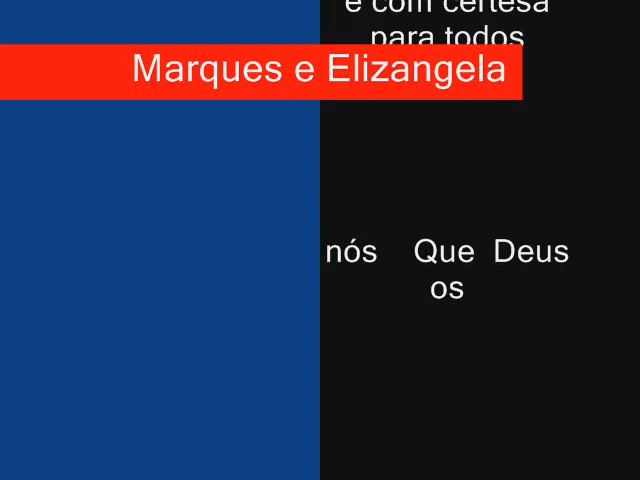 e com certesa
para todos
Marques e Elizangela
nós Que Deus
os